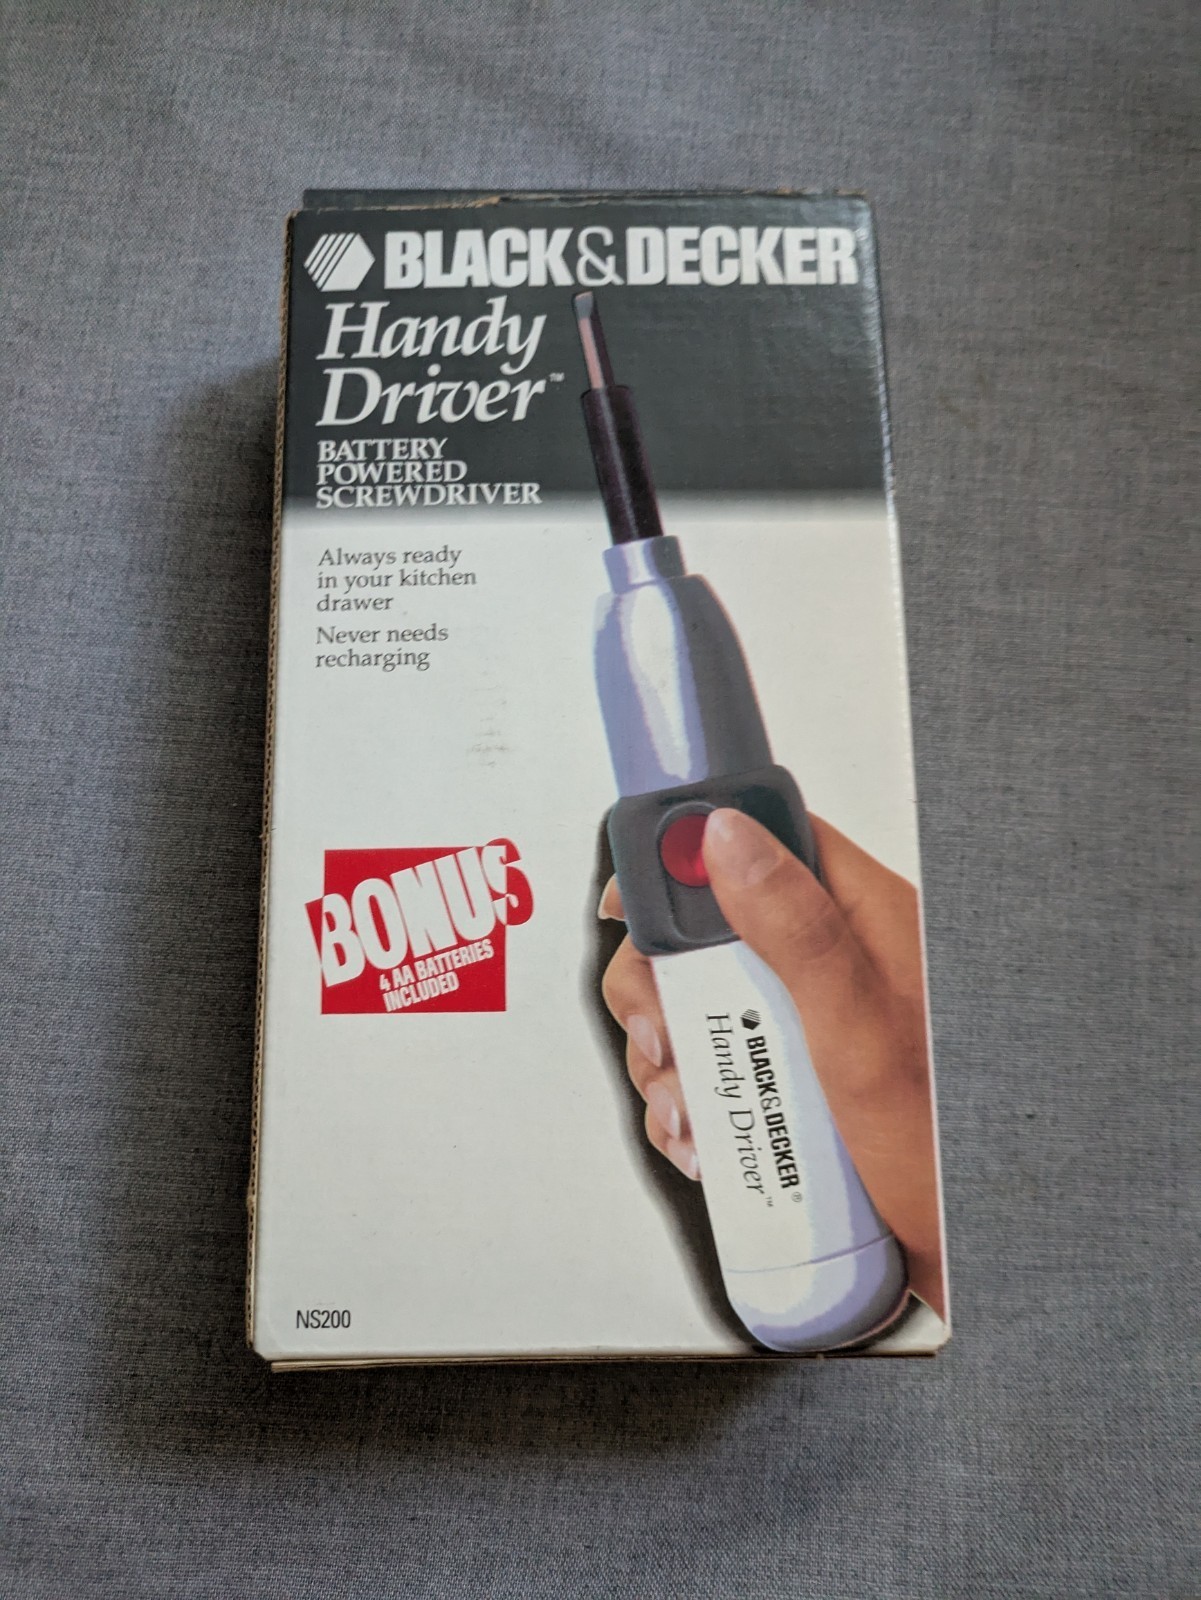 BLACK&DECKER
Handy
Driver™
BATTERY
POWERED
SCREWDRIVER
Always ready
in your kitchen
drawer
Never needs
recharging
BONUS
4 AA BATTERIES
INCLUDED
BLACK&DECKER®
Handy Driver™
NS200